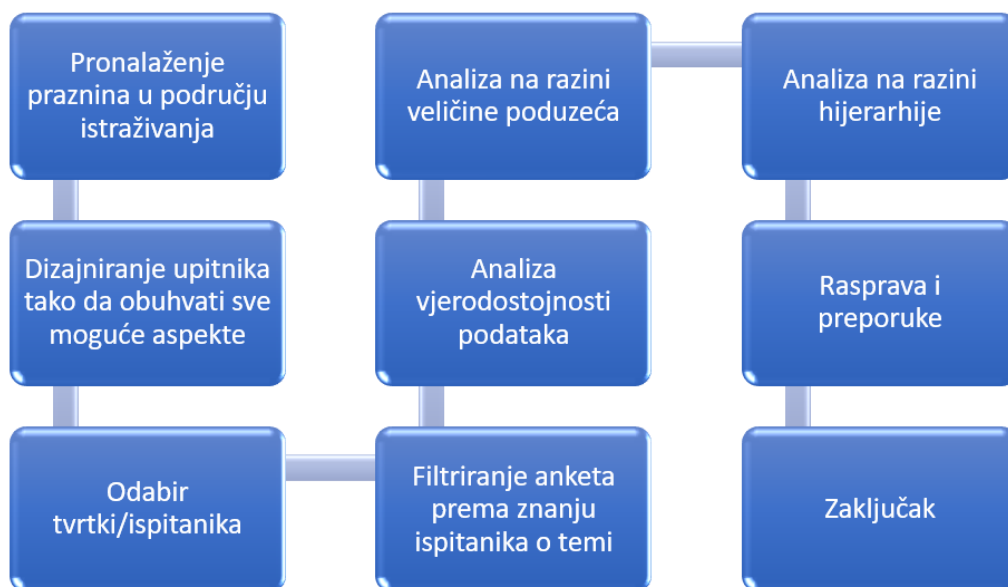 Pronalaženje
praznina u području
istraživanja
Dizajniranje upitnika
tako da obuhvati sve
moguće aspekte
Odabir
tvrtki/ispitanika
Filtriranje anketa
prema znanju
ispitanika o temi
Analiza
vjerodostojnosti
podataka
Analiza na razini
veličine poduzeća
Analiza na razini
hijerarhije
Rasprava i
preporuke
Zaključak